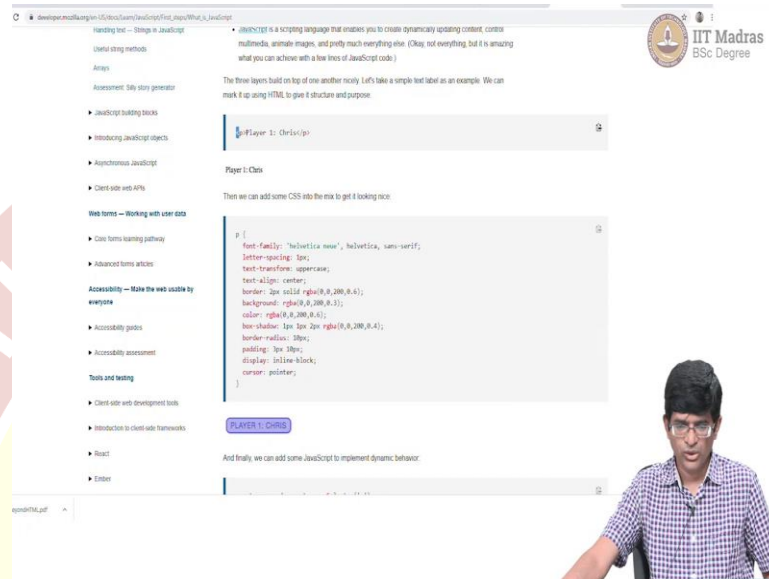 developer.mozilla.org/en-US/docs/Learn/JavaScript/First_steps/What_is_JavaScript
IIT Madras
BSc Degree
Handling text — Strings in JavaScript
Useful string methods
Arrays
Assessment: Silly story generator
▸ JavaScript building blocks
▸ Introducing JavaScript objects
▸ Asynchronous JavaScript
▸ Client-side web APIs
Web forms — Working with user data
▸ Core forms learning pathway
▸ Advanced forms articles
Accessibility — Make the web usable by
everyone
▸ Accessibility guides
▸ Accessibility assessment
Tools and testing
▸ Client-side web development tools
▸ Introduction to client-side frameworks
▸ React
▸ Ember
• JavaScript is a scripting language that enables you to create dynamically updating content, control
multimedia, animate images, and pretty much everything else. (Okay, not everything, but it is amazing
what you can achieve with a few lines of JavaScript code.)
The three layers build on top of one another nicely. Let's take a simple text label as an example. We can
mark it up using HTML to give it structure and purpose:
<p>Player 1: Chris</p>
Player 1: Chris
Then we can add some CSS into the mix to get it looking nice:
p {
font-family: 'helvetica neue', helvetica, sans-serif;
letter-spacing: 1px;
text-transform: uppercase;
text-align: center;
border: 2px solid rgba(0,0,200,0.6);
background: rgba(0,0,200,0.3);
color: rgba(0,0,200,0.6);
box-shadow: 1px 1px 2px rgba(0,0,200,0.4);
border-radius: 10px;
padding: 3px 10px;
display: inline-block;
cursor: pointer;
}
PLAYER 1: CHRIS
And finally, we can add some JavaScript to implement dynamic behavior:
yondHTML.pdf